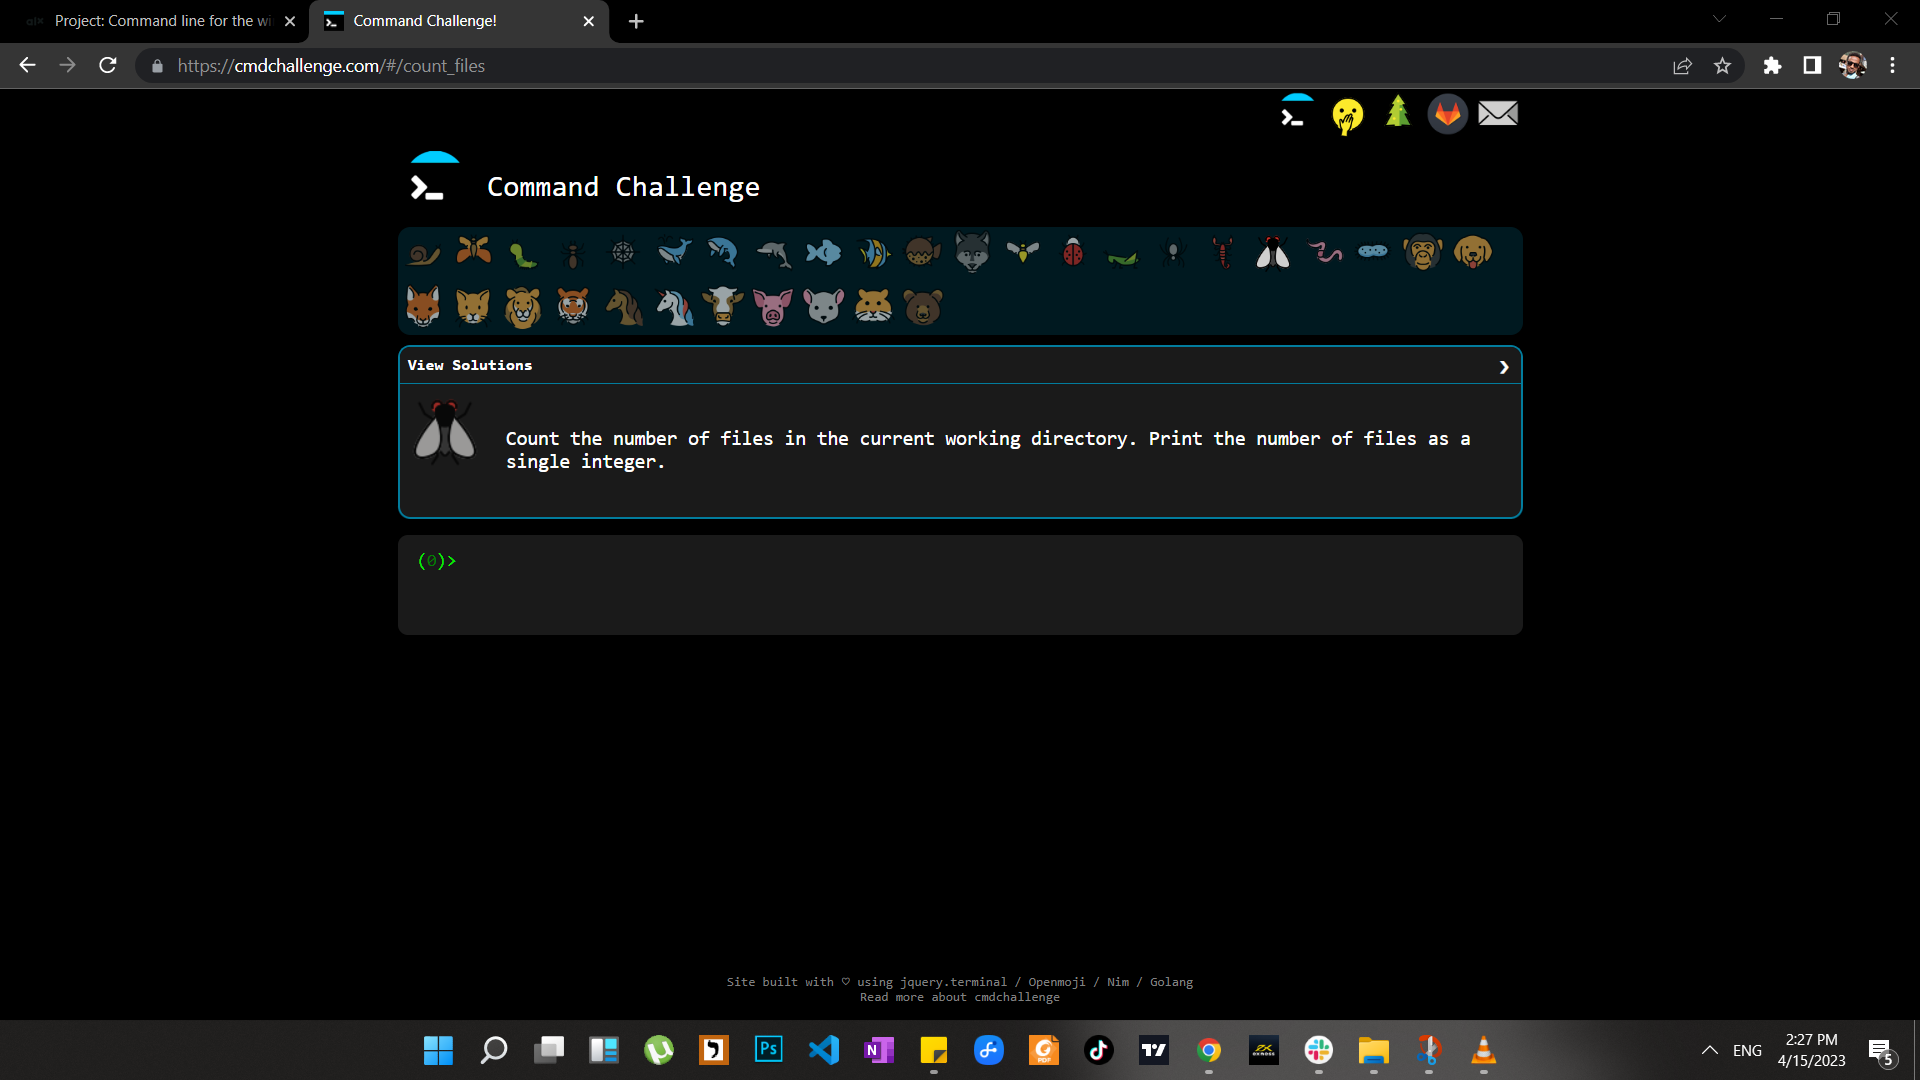 Project: Command line for the wi
Command Challenge!
https://cmdchallenge.com/#/count_files
Command Challenge
View Solutions
Count the number of files in the current working directory. Print the number of files as a
single integer.
(0)>
Site built with ♡ using jquery.terminal / Openmoji / Nim / Golang
Read more about cmdchallenge
Ps
N
PDF
ENG
2:27 PM
4/15/2023
5